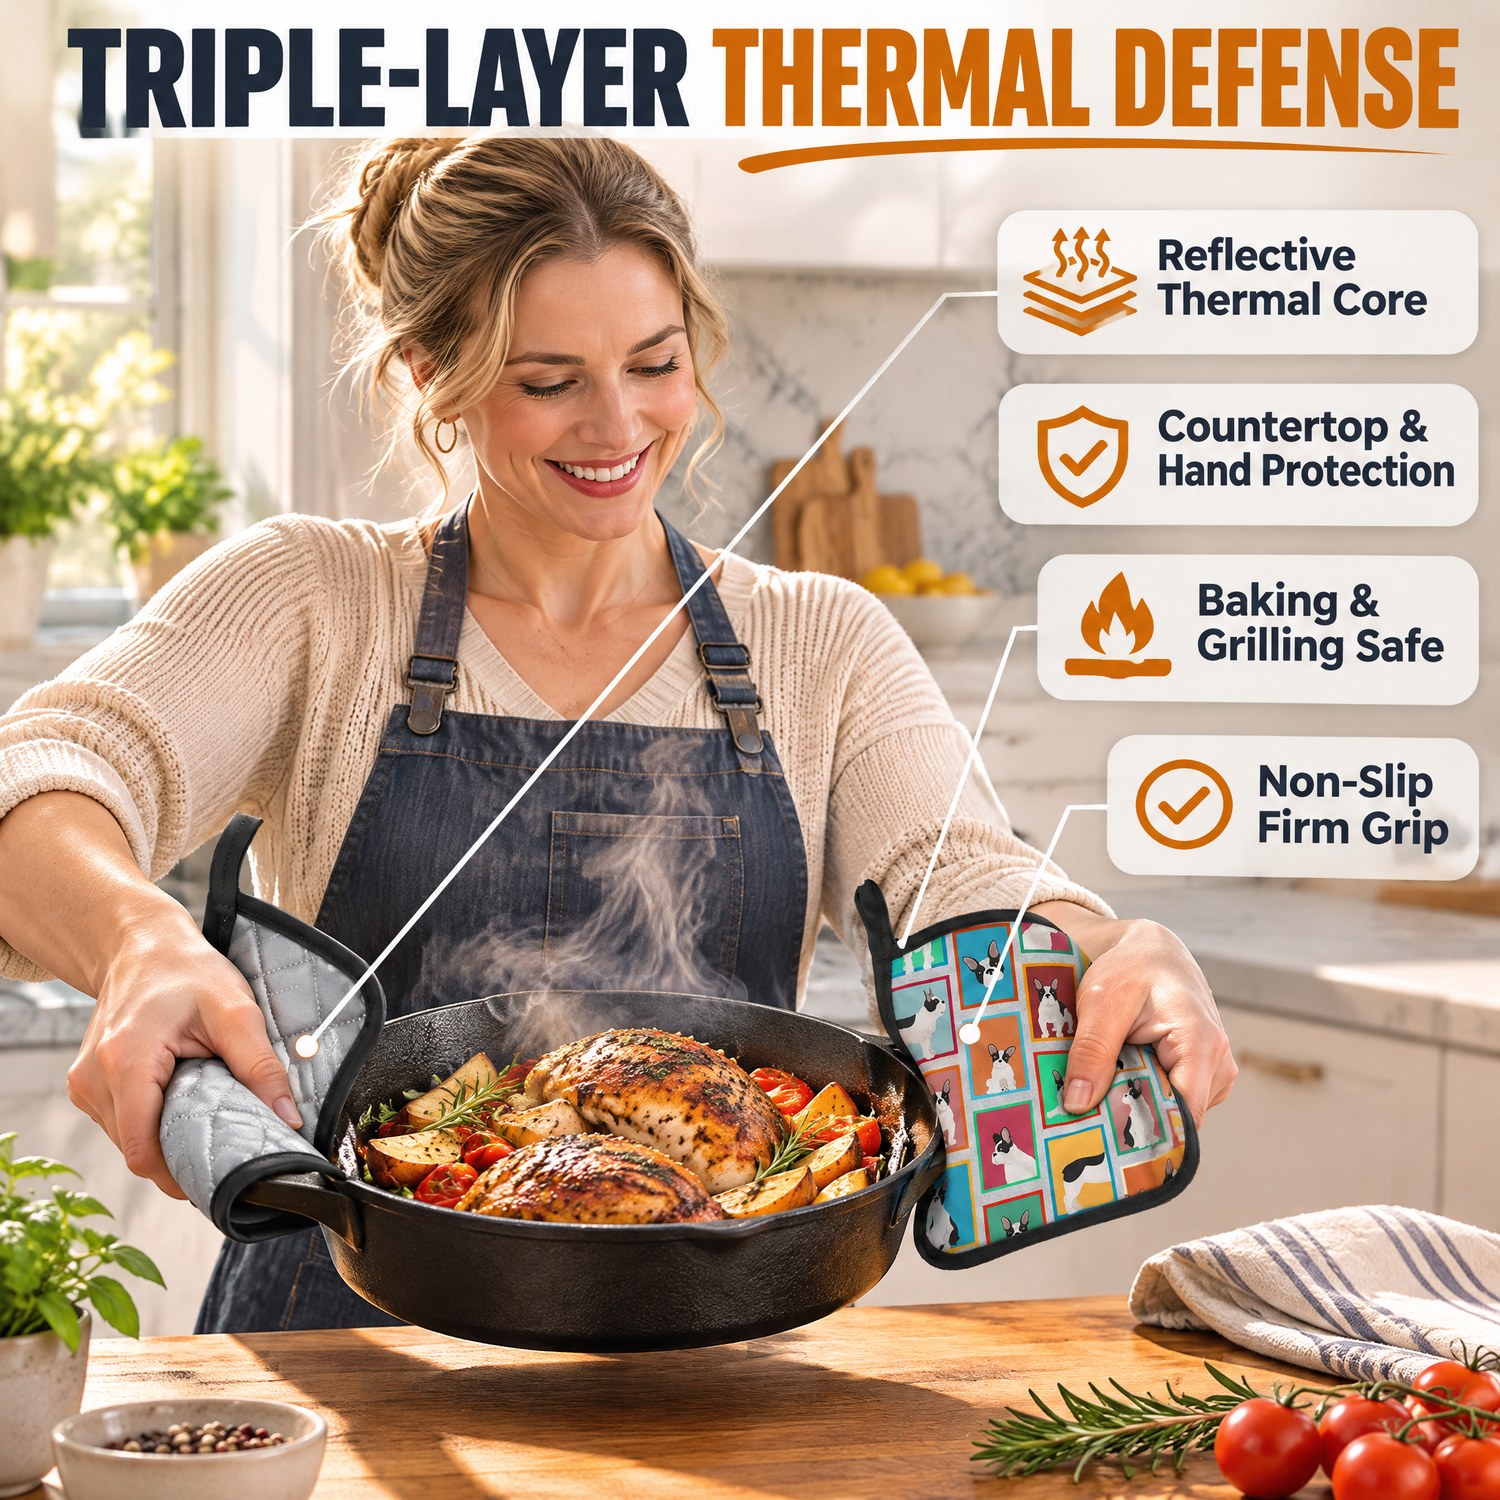 TRIPLE-LAYER THERMAL DEFENSE
Reflective
Thermal Core
Countertop &
Hand Protection
Baking &
Grilling Safe
Non-Slip
Firm Grip